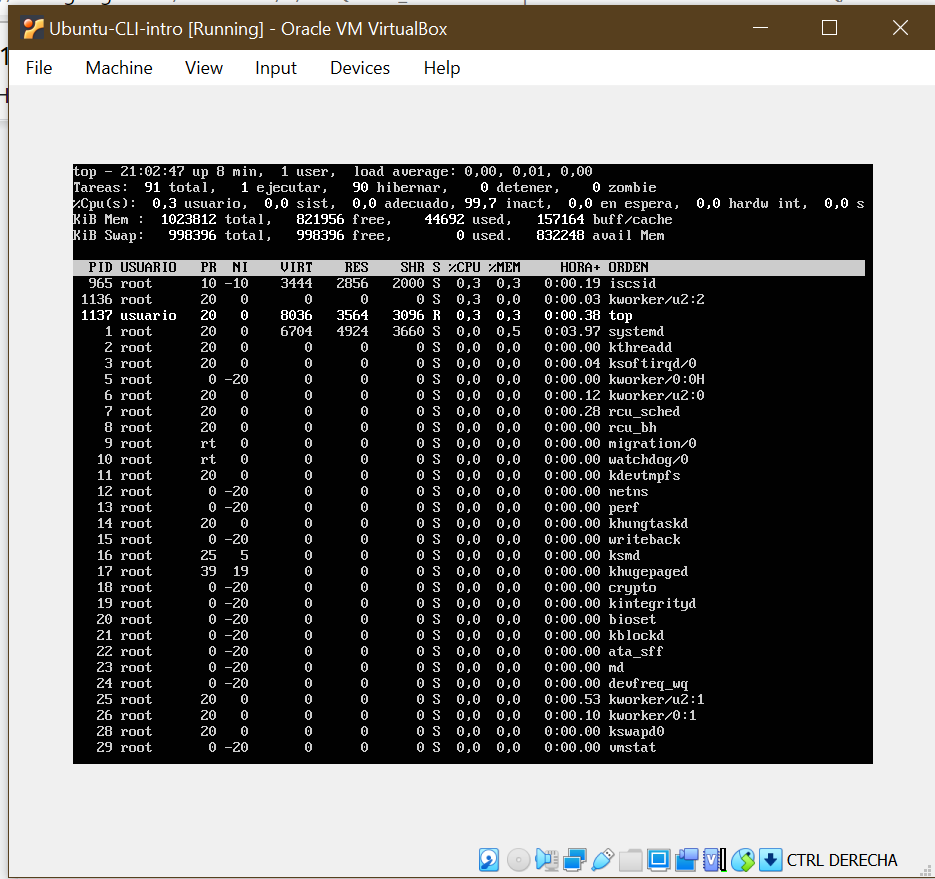 Ubuntu-CLI-intro [Running] - Oracle VM VirtualBox
File Machine View Input Devices Help
top - 21:02:47 up 8 min,  1 user,  load average: 0,00, 0,01, 0,00
Tareas:  91 total,   1 ejecutar,   90 hibernar,    0 detener,    0 zombie
%Cpu(s):  0,3 usuario,  0,0 sist,  0,0 adecuado, 99,7 inact,  0,0 en espera,  0,0 hardw int,  0,0 s
KiB Mem :  1023812 total,   821956 free,    44692 used,   157164 buff/cache
KiB Swap:   998396 total,   998396 free,        0 used.   832248 avail Mem
PID USUARIO   PR  NI    VIRT    RES    SHR S %CPU %MEM     HORA+ ORDEN
965 root      10 -10    3444   2856   2000 S  0,3  0,3   0:00.19 iscsid
1136 root      20   0       0      0      0 S  0,3  0,0   0:00.03 kworker/u2:2
1137 usuario   20   0    8036   3564   3096 R  0,3  0,3   0:00.38 top
1 root      20   0    6704   4924   3660 S  0,0  0,5   0:03.97 systemd
2 root      20   0       0      0      0 S  0,0  0,0   0:00.00 kthreadd
3 root      20   0       0      0      0 S  0,0  0,0   0:00.04 ksoftirqd/0
5 root       0 -20       0      0      0 S  0,0  0,0   0:00.00 kworker/0:0H
6 root      20   0       0      0      0 S  0,0  0,0   0:00.12 kworker/u2:0
7 root      20   0       0      0      0 S  0,0  0,0   0:00.28 rcu_sched
8 root      20   0       0      0      0 S  0,0  0,0   0:00.00 rcu_bh
9 root      rt   0       0      0      0 S  0,0  0,0   0:00.00 migration/0
10 root      rt   0       0      0      0 S  0,0  0,0   0:00.00 watchdog/0
11 root      20   0       0      0      0 S  0,0  0,0   0:00.00 kdevtmpfs
12 root       0 -20       0      0      0 S  0,0  0,0   0:00.00 netns
13 root       0 -20       0      0      0 S  0,0  0,0   0:00.00 perf
14 root      20   0       0      0      0 S  0,0  0,0   0:00.00 khungtaskd
15 root       0 -20       0      0      0 S  0,0  0,0   0:00.00 writeback
16 root      25   5       0      0      0 S  0,0  0,0   0:00.00 ksmd
17 root      39  19       0      0      0 S  0,0  0,0   0:00.00 khugepaged
18 root       0 -20       0      0      0 S  0,0  0,0   0:00.00 crypto
19 root       0 -20       0      0      0 S  0,0  0,0   0:00.00 kintegrityd
20 root       0 -20       0      0      0 S  0,0  0,0   0:00.00 bioset
21 root       0 -20       0      0      0 S  0,0  0,0   0:00.00 kblockd
22 root       0 -20       0      0      0 S  0,0  0,0   0:00.00 ata_sff
23 root       0 -20       0      0      0 S  0,0  0,0   0:00.00 md
24 root       0 -20       0      0      0 S  0,0  0,0   0:00.00 devfreq_wq
25 root      20   0       0      0      0 S  0,0  0,0   0:00.53 kworker/u2:1
26 root      20   0       0      0      0 S  0,0  0,0   0:00.10 kworker/0:1
28 root      20   0       0      0      0 S  0,0  0,0   0:00.00 kswapd0
29 root       0 -20       0      0      0 S  0,0  0,0   0:00.00 vmstat
CTRL DERECHA